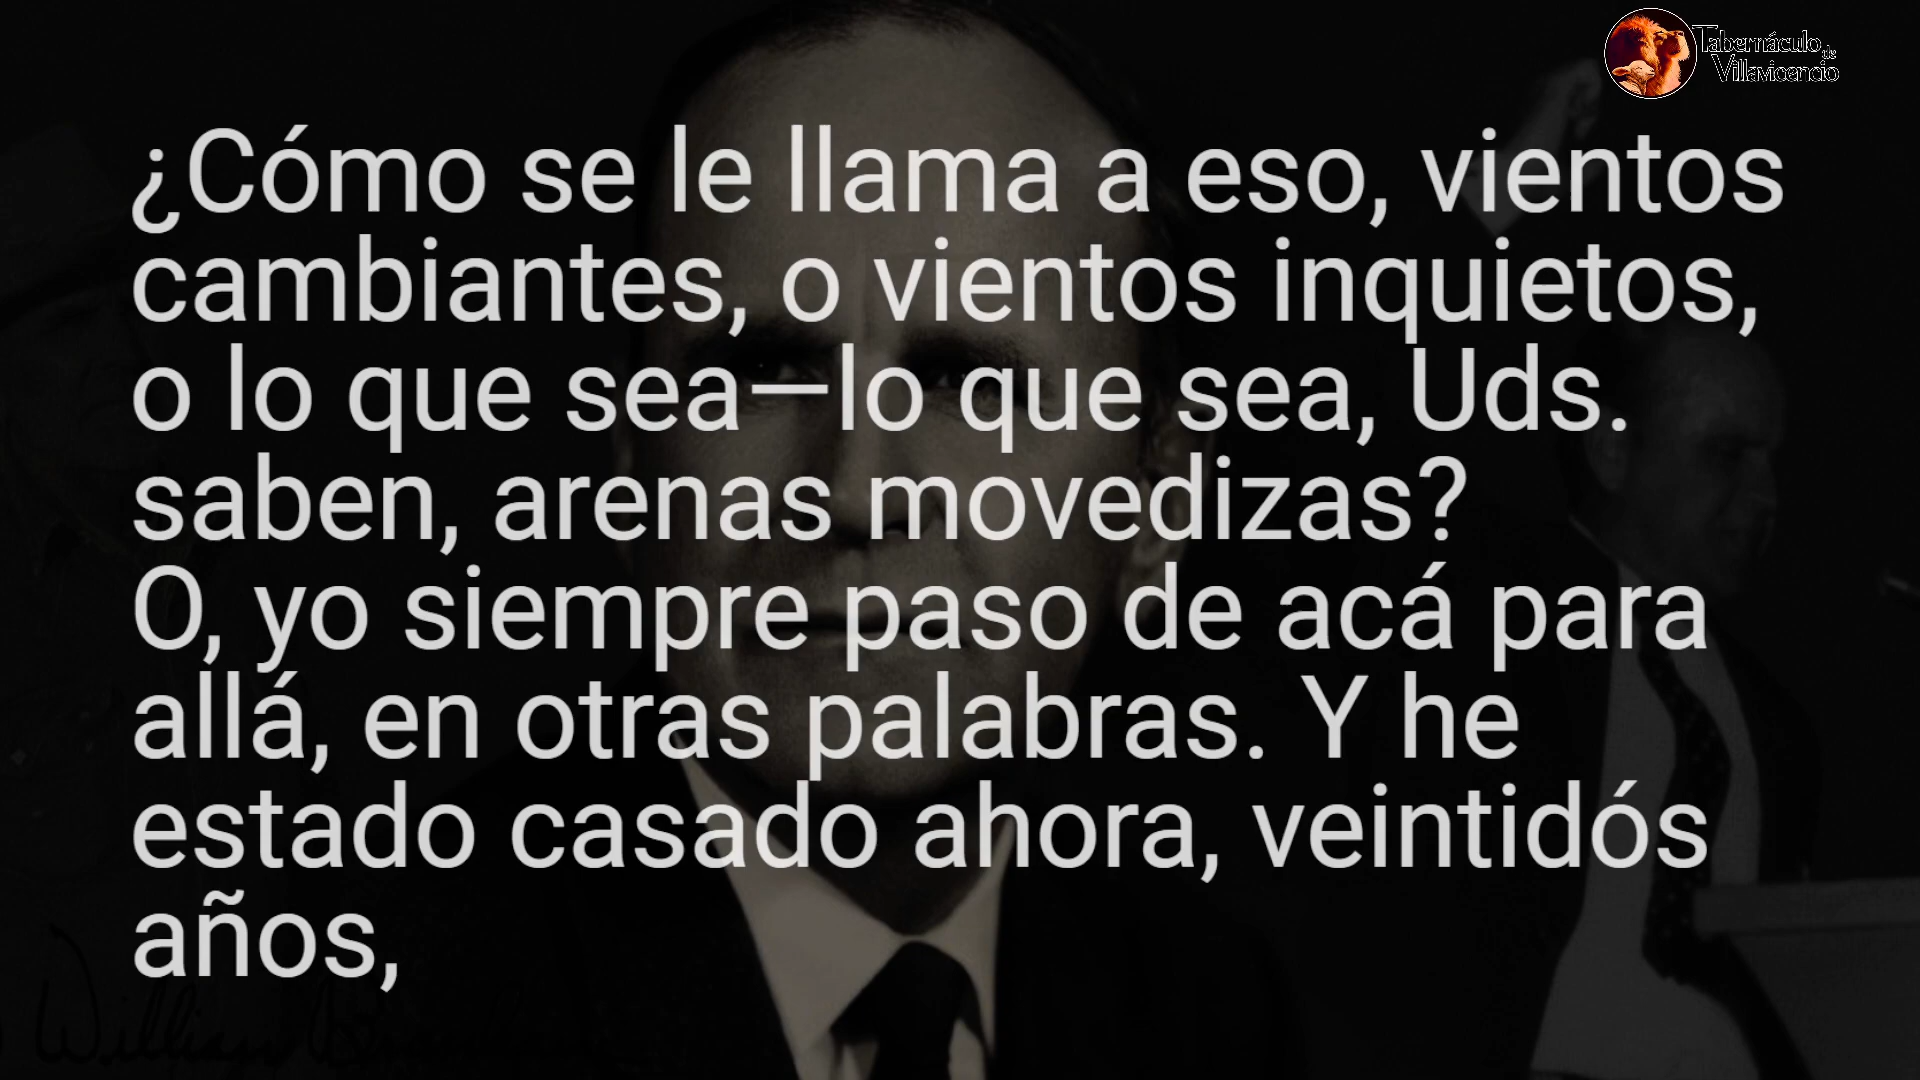 Tabernáculo
de
Villavicencio
¿Cómo se le llama a eso, vientos
cambiantes, o vientos inquietos,
o lo que sea—lo que sea, Uds.
saben, arenas movedizas?
O, yo siempre paso de acá para
allá, en otras palabras. Y he
estado casado ahora, veintidós
años,
William Branham